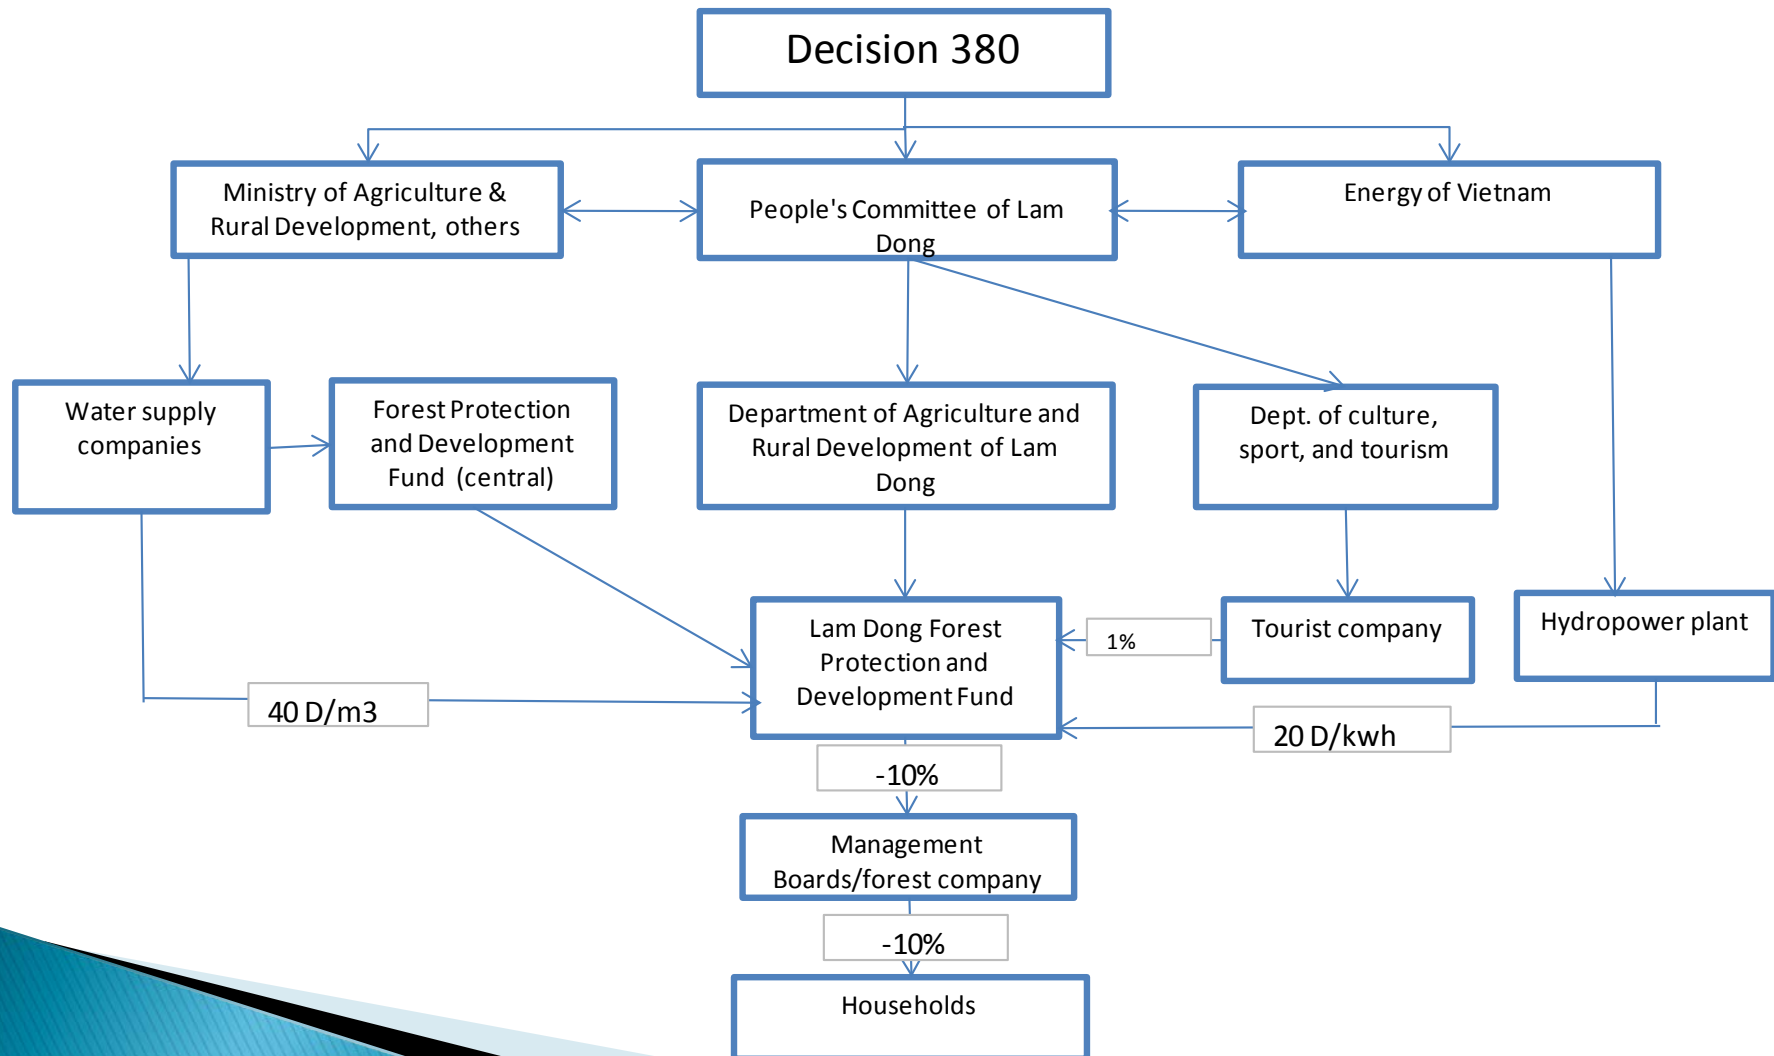 Decision 380
Ministry of Agriculture &
Rural Development, others
People's Committee of Lam
Dong
Energy of Vietnam
Water supply
companies
Forest Protection
and Development
Fund (central)
Department of Agriculture and
Rural Development of Lam
Dong
Dept. of culture,
sport, and tourism
Lam Dong Forest
Protection and
Development Fund
1%
Tourist company
Hydropower plant
40 D/m3
20 D/kwh
-10%
Management
Boards/forest company
-10%
Households